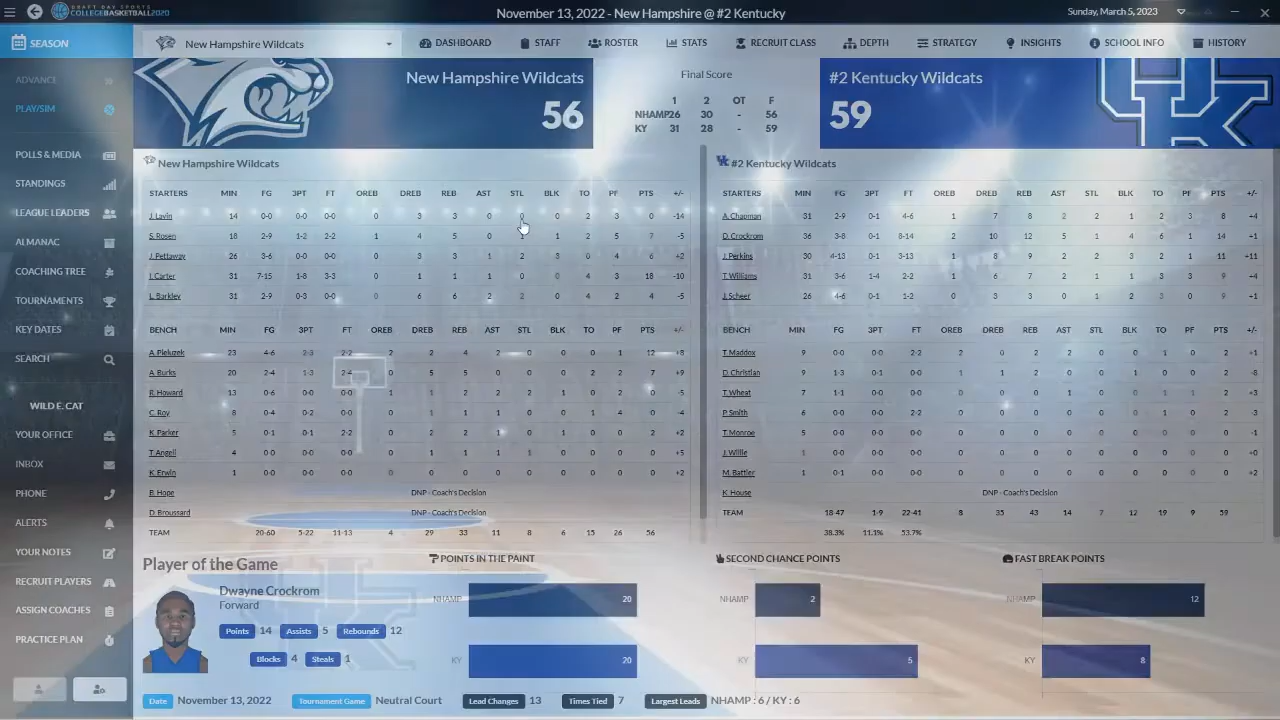 DRAFT DAY SPORTS
COLLEGEBASKETBALL2020
November 13, 2022 - New Hampshire @ #2 Kentucky
Sunday, March 5, 2023
SEASON
New Hampshire Wildcats
DASHBOARD STAFF ROSTER STATS RECRUIT CLASS DEPTH STRATEGY INSIGHTS SCHOOL INFO HISTORY
ADVANCE
PLAY/SIM
POLLS & MEDIA
STANDINGS
LEAGUE LEADERS
ALMANAC
COACHING TREE
TOURNAMENTS
KEY DATES
SEARCH
WILD E. CAT
YOUR OFFICE
INBOX
PHONE
ALERTS
YOUR NOTES
RECRUIT PLAYERS
ASSIGN COACHES
PRACTICE PLAN
New Hampshire Wildcats
56
Final Score
1 2 OT F
NHAMP 26 30 - 56
KY 31 28 - 59
#2 Kentucky Wildcats
59
New Hampshire Wildcats
STARTERS MIN FG 3PT FT OREB DREB REB AST STL BLK TO PF PTS +/-
J. Lavin 14 0-0 0-0 0-0 0 3 3 0 0 0 2 3 0 -14
S. Rosen 18 2-9 1-2 2-2 1 4 5 0 1 1 2 5 7 -5
J. Pettaway 26 3-6 0-0 0-0 0 3 3 1 2 3 0 4 6 +2
J. Carter 31 7-15 1-8 3-3 0 1 1 1 0 0 4 3 18 -10
L. Barkley 31 2-9 0-3 0-0 0 6 6 2 2 0 4 2 4 -5
BENCH MIN FG 3PT FT OREB DREB REB AST STL BLK TO PF PTS +/-
A. Pieluzek 23 4-6 2-3 2-2 2 2 4 2 0 0 0 1 12 +8
A. Burks 20 2-4 1-3 2-4 0 5 5 0 0 0 2 2 7 +9
R. Howard 13 0-6 0-0 0-0 1 1 2 2 2 1 0 2 0 -5
C. Roy 8 0-4 0-2 0-0 0 1 1 1 0 0 1 4 0 -4
K. Parker 5 0-1 0-1 2-2 0 2 2 1 0 1 0 0 2 +2
T. Angell 4 0-0 0-0 0-0 0 1 1 1 1 0 0 0 0 +5
K. Erwin 1 0-0 0-0 0-0 0 0 0 0 0 0 0 0 0 +2
B. Hope DNP - Coach's Decision
D. Broussard DNP - Coach's Decision
TEAM 20-60 5-22 11-13 4 29 33 11 8 6 15 26 56
#2 Kentucky Wildcats
STARTERS MIN FG 3PT FT OREB DREB REB AST STL BLK TO PF PTS +/-
A. Chapman 31 2-9 0-1 4-6 1 7 8 2 2 1 2 3 8 +4
D. Crockrom 36 3-8 0-1 8-14 2 10 12 5 1 4 6 1 14 +1
J. Perkins 30 4-13 0-1 3-13 1 8 9 2 2 3 2 1 11 +11
T. Williams 31 3-6 1-4 2-2 1 6 7 2 1 1 3 3 9 +4
J. Scheer 26 4-6 0-1 1-2 0 3 3 0 1 2 3 0 9 +1
BENCH MIN FG 3PT FT OREB DREB REB AST STL BLK TO PF PTS +/-
T. Maddox 9 0-0 0-0 2-2 2 0 2 0 0 0 1 0 2 +1
D. Christian 9 1-3 0-1 0-0 1 1 2 0 0 1 0 0 2 -8
T. Wheat 7 1-1 0-0 0-0 0 0 0 1 0 0 0 1 2 +3
P. Smith 6 0-0 0-0 2-2 0 0 0 0 0 0 1 0 2 -3
T. Monroe 5 0-0 0-0 0-0 0 0 0 0 0 0 0 0 0 -1
J. Willie 1 0-0 0-0 0-0 0 0 0 0 0 0 0 0 0 +0
M. Battier 1 0-1 0-0 0-0 0 0 0 0 0 0 0 0 0 +2
K. House DNP - Coach's Decision
TEAM 18-47 1-9 22-41 8 35 43 14 7 12 19 9 59
38.3% 11.1% 53.7%
Player of the Game
Dwayne Crockrom
Forward
Points 14 Assists 5 Rebounds 12
Blocks 4 Steals 1
POINTS IN THE PAINT
NHAMP 20
KY 20
SECOND CHANCE POINTS
NHAMP 2
KY 5
FAST BREAK POINTS
NHAMP 12
KY 8
Date November 13, 2022 Tournament Game Neutral Court Lead Changes 13 Times Tied 7 Largest Leads NHAMP : 6 / KY : 6